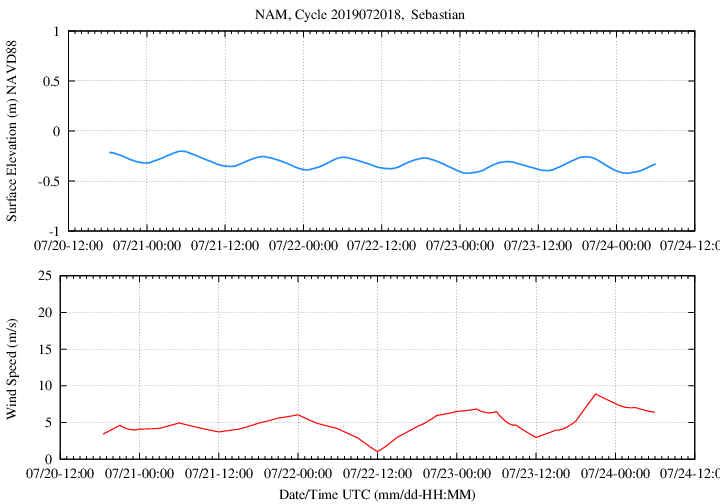 NAM, Cycle 2019072018, Sebastian
1
0.5
0
-0.5
-1
Surface Elevation (m) NAVD88
07/20-12:00 07/21-00:00 07/21-12:00 07/22-00:00 07/22-12:00 07/23-00:00 07/23-12:00 07/24-00:00 07/24-12:0
25
20
15
10
5
0
Wind Speed (m/s)
07/20-12:00 07/21-00:00 07/21-12:00 07/22-00:00 07/22-12:00 07/23-00:00 07/23-12:00 07/24-00:00 07/24-12:0
Date/Time UTC (mm/dd-HH:MM)